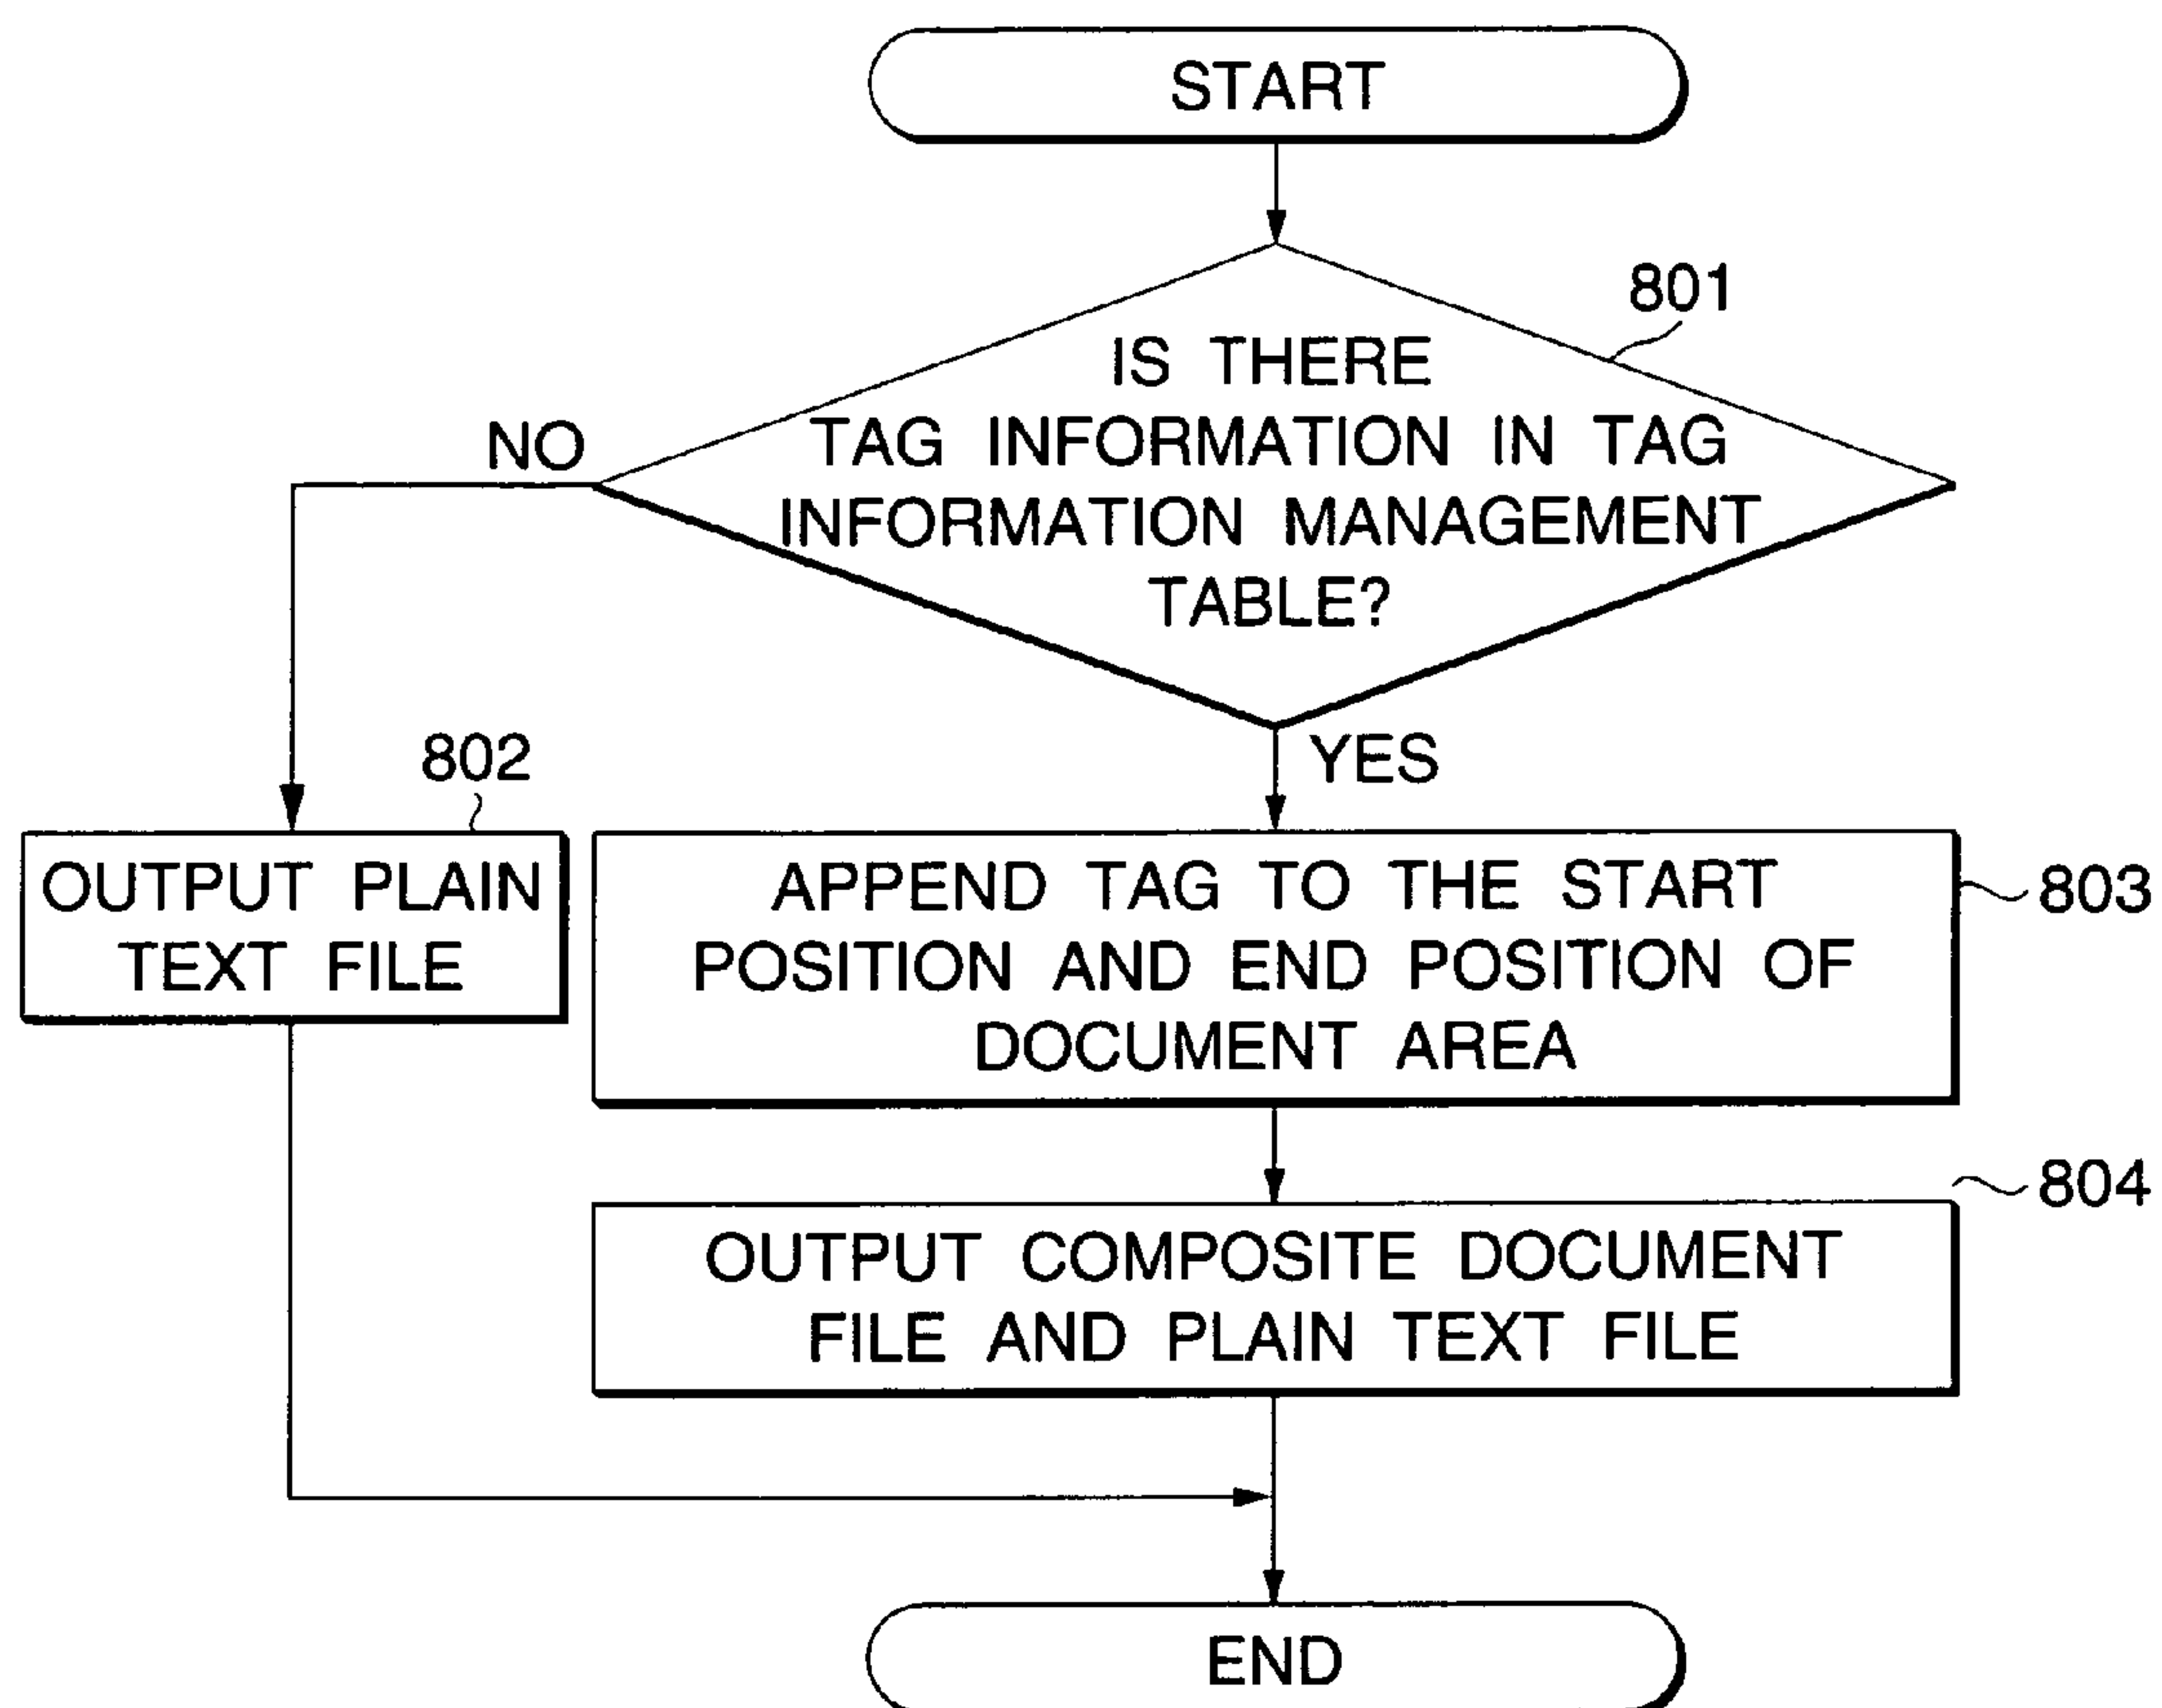 START
801
IS THERE
TAG INFORMATION IN TAG
INFORMATION MANAGEMENT
TABLE?
NO
YES
802
OUTPUT PLAIN
TEXT FILE
APPEND TAG TO THE START
POSITION AND END POSITION OF
DOCUMENT AREA
803
804
OUTPUT COMPOSITE DOCUMENT
FILE AND PLAIN TEXT FILE
END